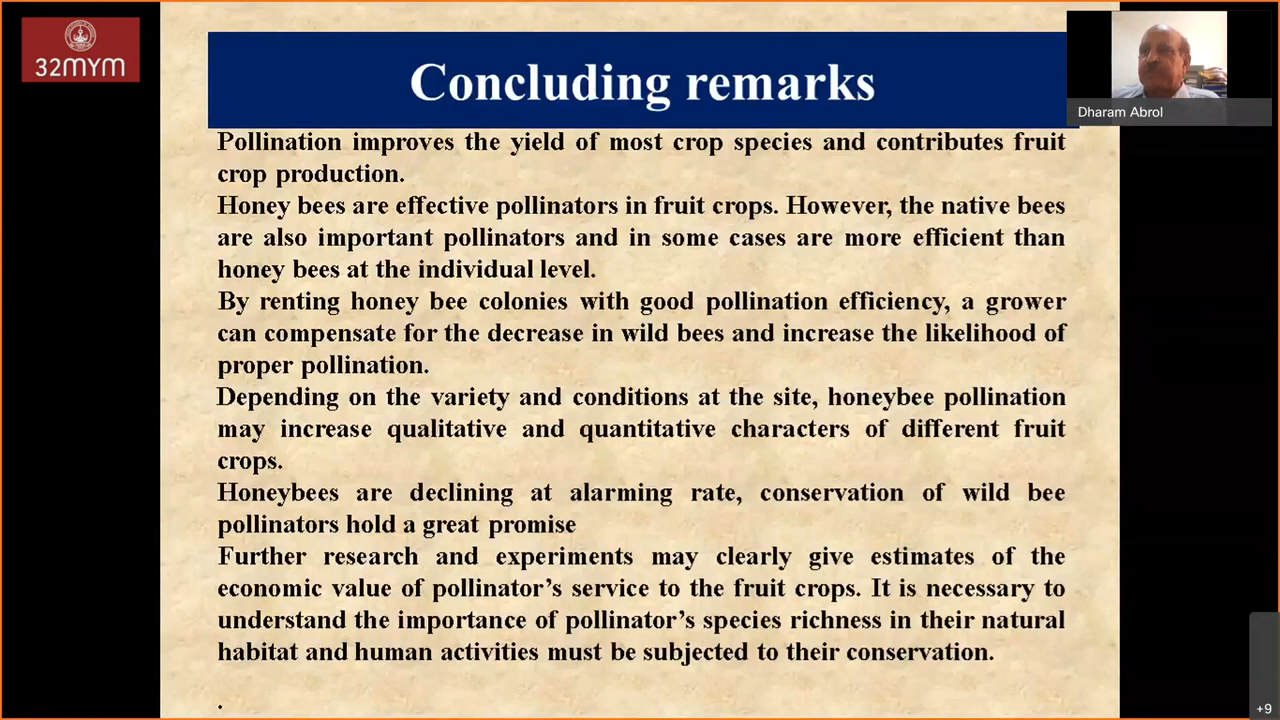 32MYM
Concluding remarks
Dharam Abrol
Pollination improves the yield of most crop species and contributes fruit
crop production.
Honey bees are effective pollinators in fruit crops. However, the native bees
are also important pollinators and in some cases are more efficient than
honey bees at the individual level.
By renting honey bee colonies with good pollination efficiency, a grower
can compensate for the decrease in wild bees and increase the likelihood of
proper pollination.
Depending on the variety and conditions at the site, honeybee pollination
may increase qualitative and quantitative characters of different fruit
crops.
Honeybees are declining at alarming rate, conservation of wild bee
pollinators hold a great promise
Further research and experiments may clearly give estimates of the
economic value of pollinator’s service to the fruit crops. It is necessary to
understand the importance of pollinator’s species richness in their natural
habitat and human activities must be subjected to their conservation.
.
+9